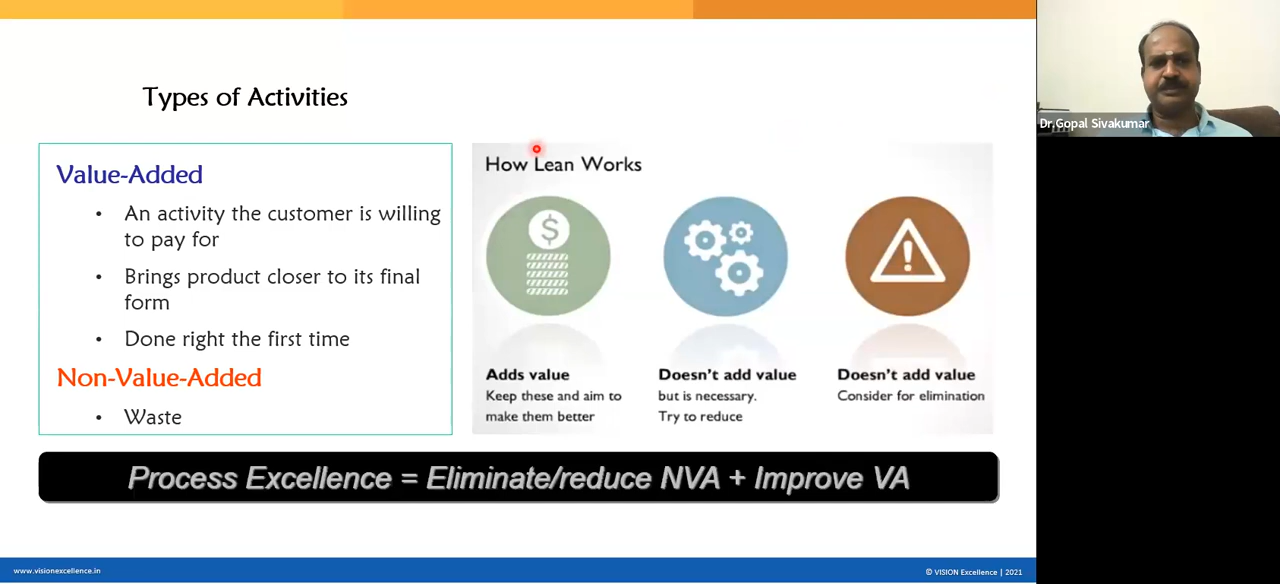 Types of Activities
Value-Added
• An activity the customer is willing
to pay for
• Brings product closer to its final
form
• Done right the first time
Non-Value-Added
• Waste
How Lean Works
$
Adds value
Keep these and aim to
make them better
Doesn't add value
but is necessary.
Try to reduce
Doesn't add value
Consider for elimination
Process Excellence = Eliminate/reduce NVA + Improve VA
www.visionexcellence.in
© VISION Excellence | 2021
Dr.Gopal Sivakumar